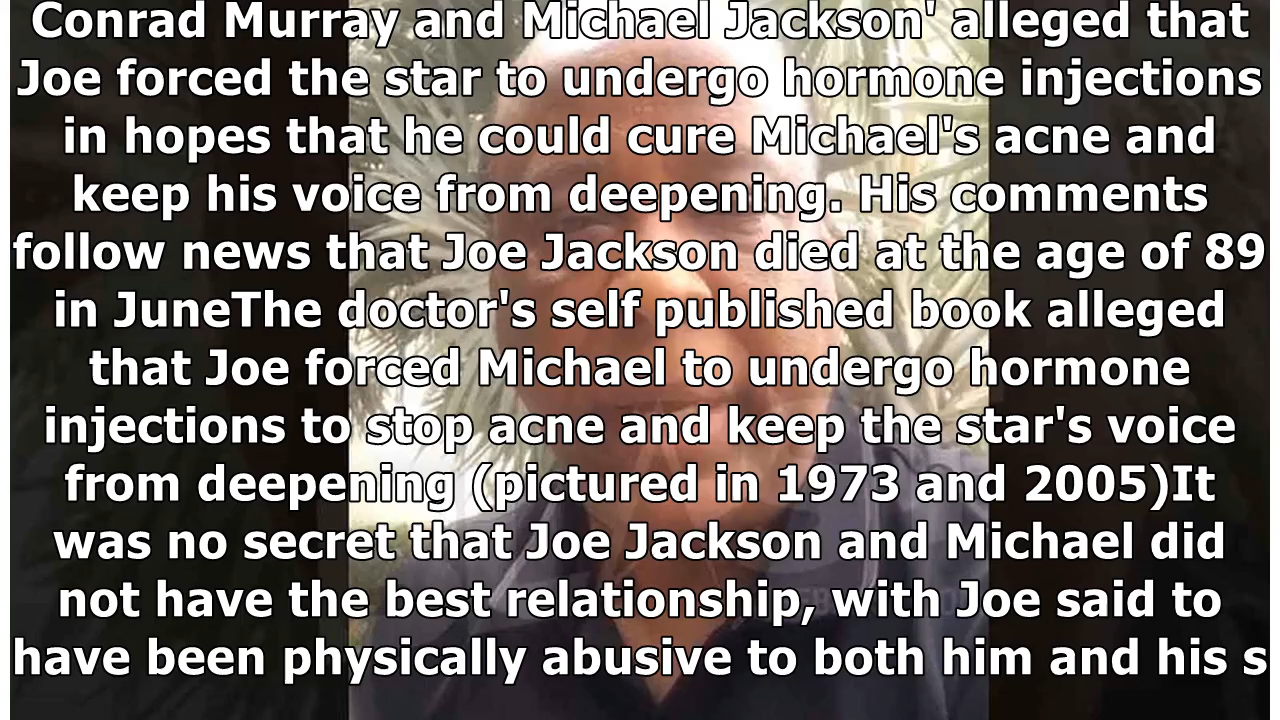 Conrad Murray and Michael Jackson' alleged that
Joe forced the star to undergo hormone injections
in hopes that he could cure Michael's acne and
keep his voice from deepening. His comments
follow news that Joe Jackson died at the age of 89
in JuneThe doctor's self published book alleged
that Joe forced Michael to undergo hormone
injections to stop acne and keep the star's voice
from deepening (pictured in 1973 and 2005)It
was no secret that Joe Jackson and Michael did
not have the best relationship, with Joe said to
have been physically abusive to both him and his s